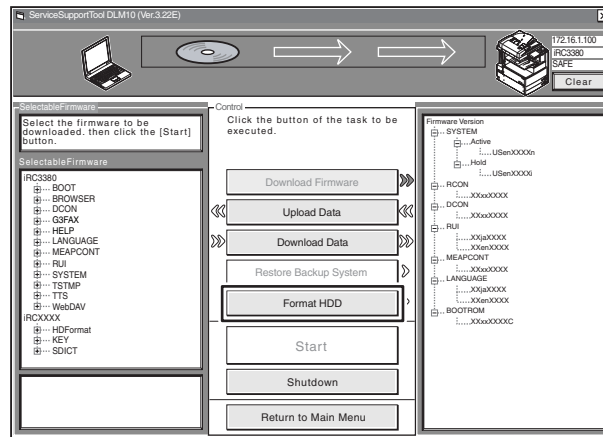 ServiceSupportTool DLM10 (Ver.3.22E)
172.16.1.100
iRC3380
SAFE
Clear
SelectableFirmware
Select the firmware to be
downloaded. then click the [Start]
button.
SelectableFirmware
iRC3380
BOOT
BROWSER
DCON
G3FAX
HELP
LANGUAGE
MEAPCONT
RUI
SYSTEM
TSTMP
TTS
WebDAV
iRCXXXX
HDFormat
KEY
SDICT
Control
Click the button of the task to be
executed.
Download Firmware
Upload Data
Download Data
Restore Backup System
Format HDD
Start
Shutdown
Return to Main Menu
Firmware Version
SYSTEM
Active
USenXXXXn
Hold
USenXXXXi
RCON
XXxxXXXX
DCON
XXxxXXXX
RUI
XXjaXXXX
XXenXXXX
MEAPCONT
XXxxXXXX
LANGUAGE
XXjaXXXX
XXenXXXX
BOOTROM
XXxxXXXXC